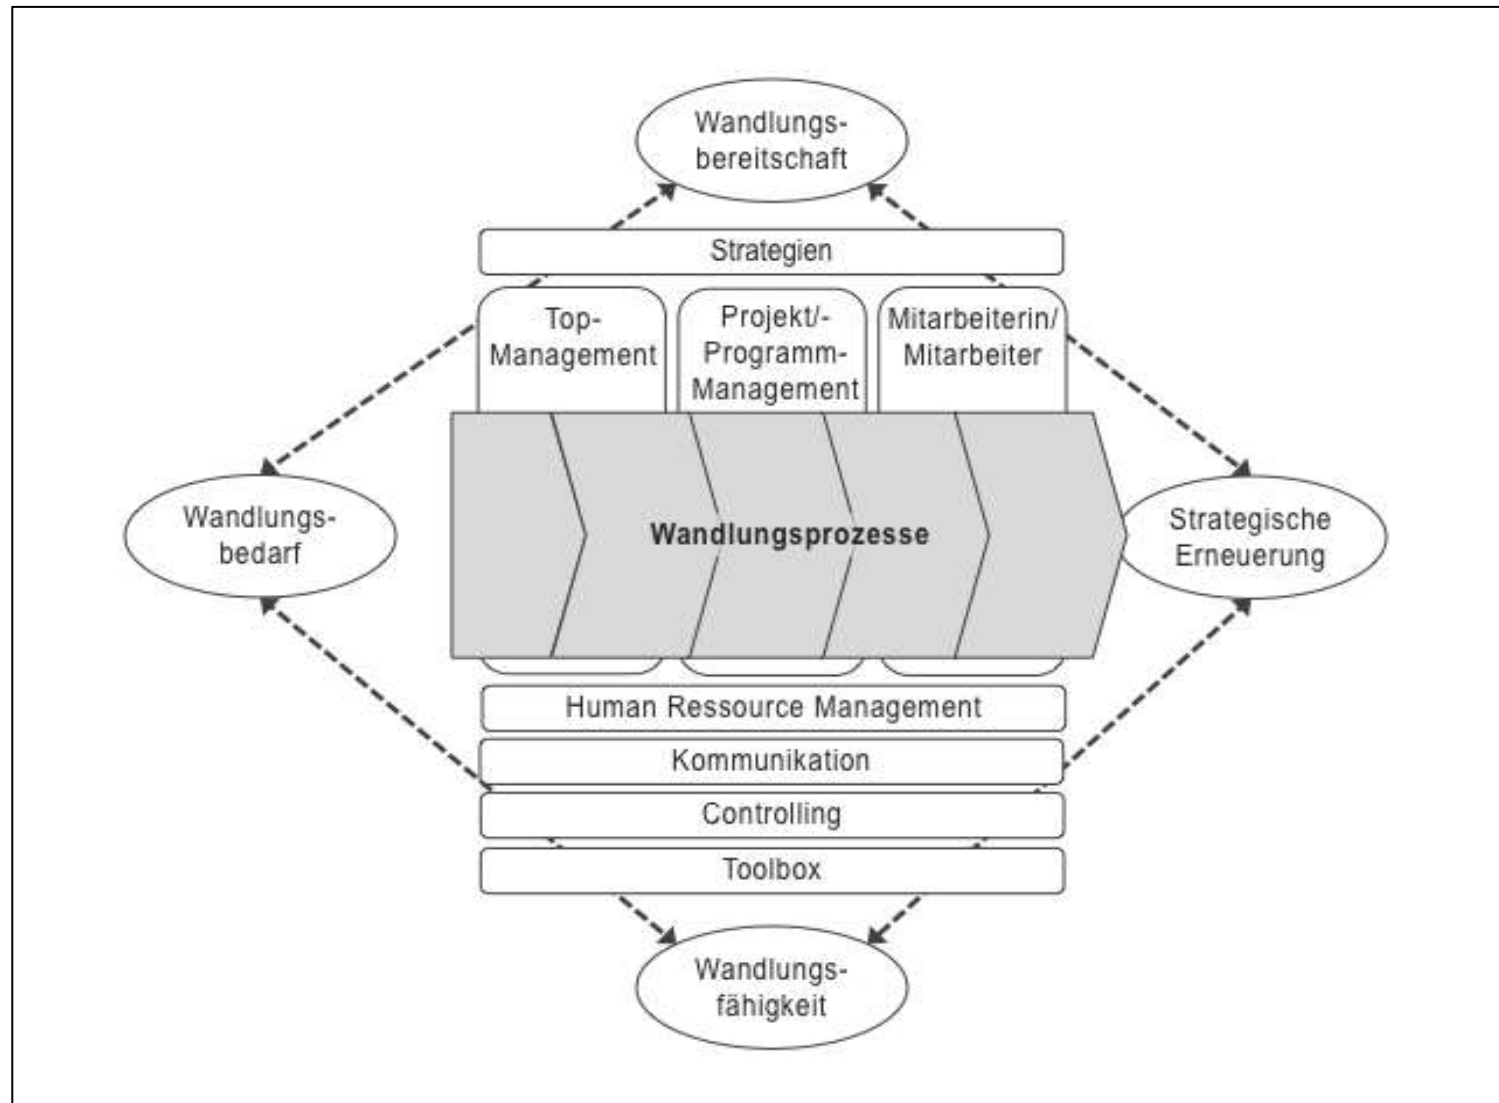 Wandlungs-
bereitschaft
Strategien
Top-
Management
Projekt/-
Programm-
Management
Mitarbeiterin/
Mitarbeiter
Wandlungs-
bedarf
Wandlungsprozesse
Strategische
Erneuerung
Human Ressource Management
Kommunikation
Controlling
Toolbox
Wandlungs-
fähigkeit